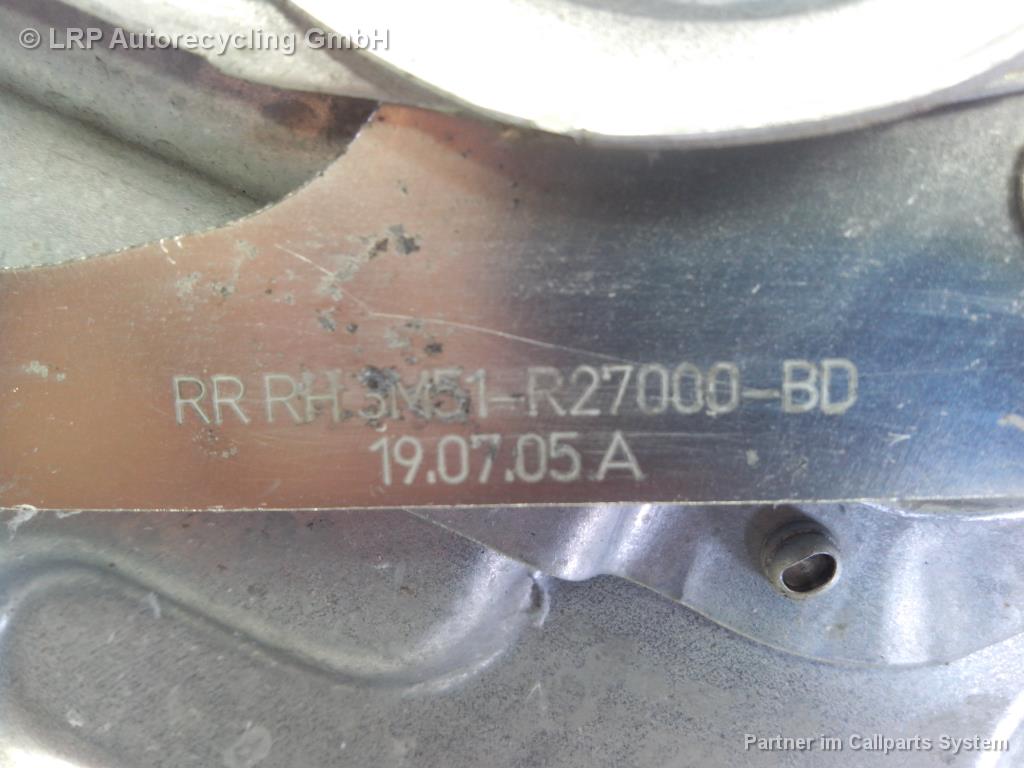 © LRP Autorecycling GmbH
RR RH 3M51-R27000-BD
19.07.05 A
Partner im Callparts System